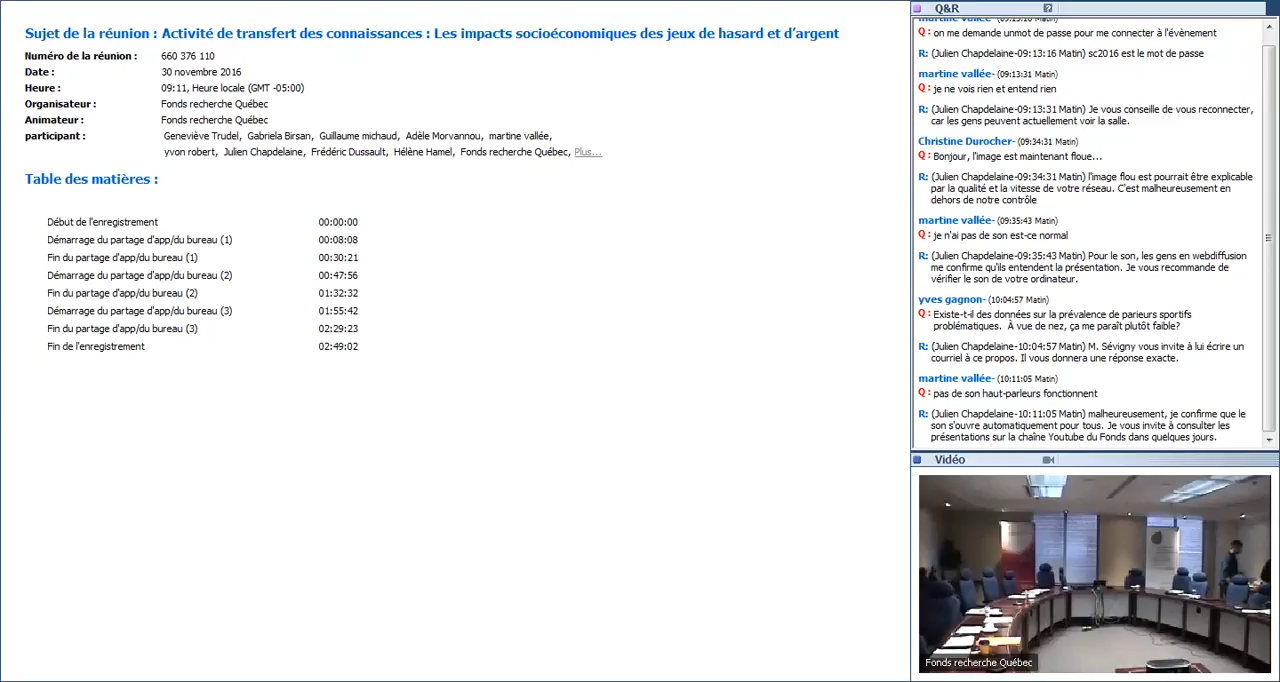 Sujet de la réunion : Activité de transfert des connaissances : Les impacts socioéconomiques des jeux de hasard et d’argent
Numéro de la réunion : 660 376 110
Date : 30 novembre 2016
Heure : 09:11, Heure locale (GMT -05:00)
Organisateur : Fonds recherche Québec
Animateur : Fonds recherche Québec
participant : Geneviève Trudel, Gabriela Birsan, Guillaume michaud, Adèle Morvannou, martine vallée,
yvon robert, Julien Chapdelaine, Frédéric Dussault, Hélène Hamel, Fonds recherche Québec, Plus...
Table des matières :
Début de l'enregistrement 00:00:00
Démarrage du partage d'app/du bureau (1) 00:08:08
Fin du partage d'app/du bureau (1) 00:30:21
Démarrage du partage d'app/du bureau (2) 00:47:56
Fin du partage d'app/du bureau (2) 01:32:32
Démarrage du partage d'app/du bureau (3) 01:55:42
Fin du partage d'app/du bureau (3) 02:29:23
Fin de l'enregistrement 02:49:02
Q&R
martine vallée- (09:13:16 Matin)
Q : on me demande unmot de passe pour me connecter à l'évènement
R: (Julien Chapdelaine-09:13:16 Matin) sc2016 est le mot de passe
martine vallée- (09:13:31 Matin)
Q : je ne vois rien et entend rien
R: (Julien Chapdelaine-09:13:31 Matin) Je vous conseille de vous reconnecter,
car les gens peuvent actuellement voir la salle.
Christine Durocher- (09:34:31 Matin)
Q : Bonjour, l'image est maintenant floue...
R: (Julien Chapdelaine-09:34:31 Matin) l'image flou est pourrait être explicable
par la qualité et la vitesse de votre réseau. C'est malheureusement en
dehors de notre contrôle
martine vallée- (09:35:43 Matin)
Q : je n'ai pas de son est-ce normal
R: (Julien Chapdelaine-09:35:43 Matin) Pour le son, les gens en webdiffusion
me confirme qu'ils entendent la présentation. Je vous recommande de
vérifier le son de votre ordinateur.
yves gagnon- (10:04:57 Matin)
Q : Existe-t-il des données sur la prévalence de parieurs sportifs
problématiques. À vue de nez, ça me paraît plutôt faible?
R: (Julien Chapdelaine-10:04:57 Matin) M. Sévigny vous invite à lui écrire un
courriel à ce propos. Il vous donnera une réponse exacte.
martine vallée- (10:11:05 Matin)
Q : pas de son haut-parleurs fonctionnent
R: (Julien Chapdelaine-10:11:05 Matin) malheureusement, je confirme que le
son s'ouvre automatiquement pour tous. Je vous invite à consulter les
présentations sur la chaîne Youtube du Fonds dans quelques jours.
Vidéo
Fonds recherche Québec